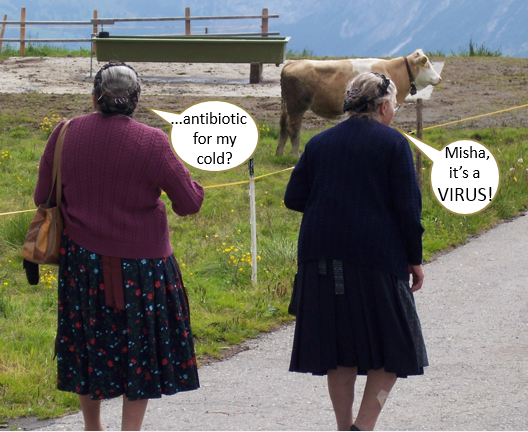 ...antibiotic
for my
cold?
Misha,
it's a
VIRUS!